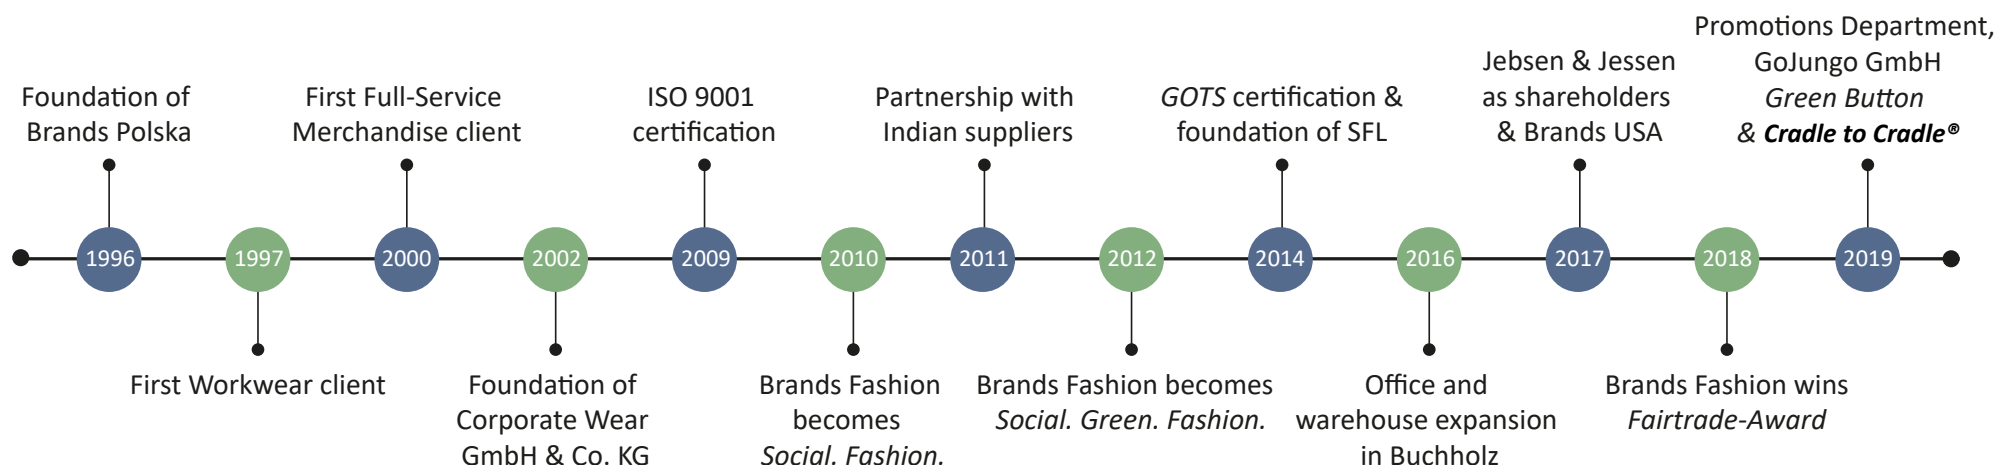 Foundation of
Brands Polska
First Full-Service
Merchandise client
ISO 9001
certification
Partnership with
Indian suppliers
GOTS certification &
foundation of SFL
Jebsen & Jessen
as shareholders
& Brands USA
Promotions Department,
GoJungo GmbH
Green Button
& Cradle to Cradle®
1996 1997 2000 2002 2009 2010 2011 2012 2014 2016 2017 2018 2019
First Workwear client
Foundation of
Corporate Wear
GmbH & Co. KG
Brands Fashion
becomes
Social. Fashion.
Brands Fashion becomes
Social. Green. Fashion.
Office and
warehouse expansion
in Buchholz
Brands Fashion wins
Fairtrade-Award